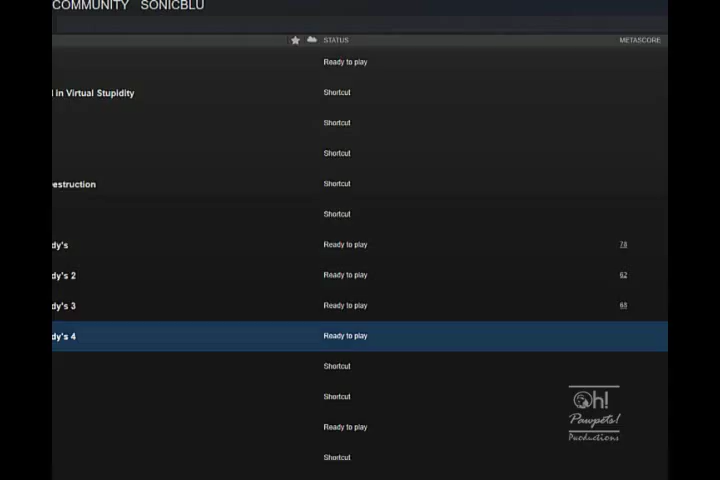 COMMUNITY SONICBLU
STATUS METASCORE
Ready to play
l in Virtual Stupidity Shortcut
Shortcut
Shortcut
estruction Shortcut
Shortcut
dy's Ready to play 78
dy's 2 Ready to play 62
dy's 3 Ready to play 68
dy's 4 Ready to play
Shortcut
Shortcut
Ready to play
Shortcut
Oh!
Pawpets!
Productions